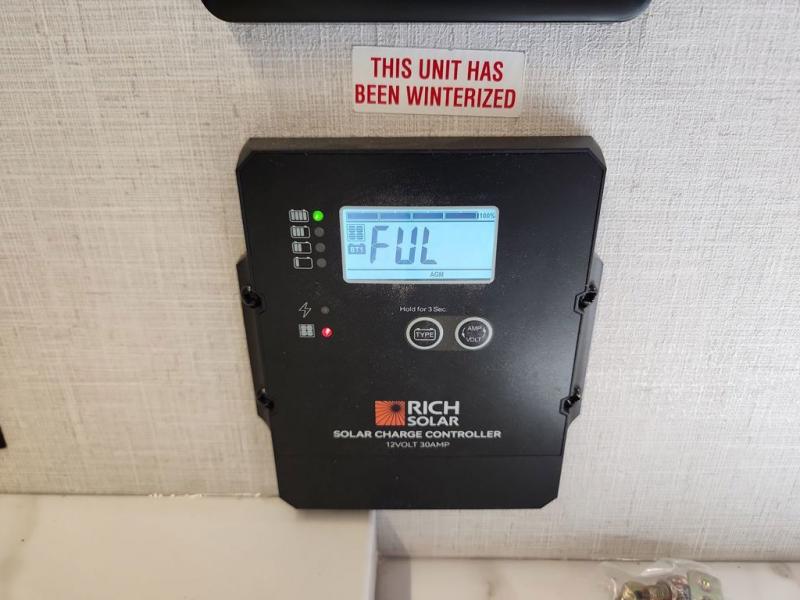 THIS UNIT HAS
BEEN WINTERIZED
100%
BTS
FUL
AGM
Hold for 3 Sec.
TYPE
AMP
VOLT
RICH
SOLAR
SOLAR CHARGE CONTROLLER
12VOLT 30AMP